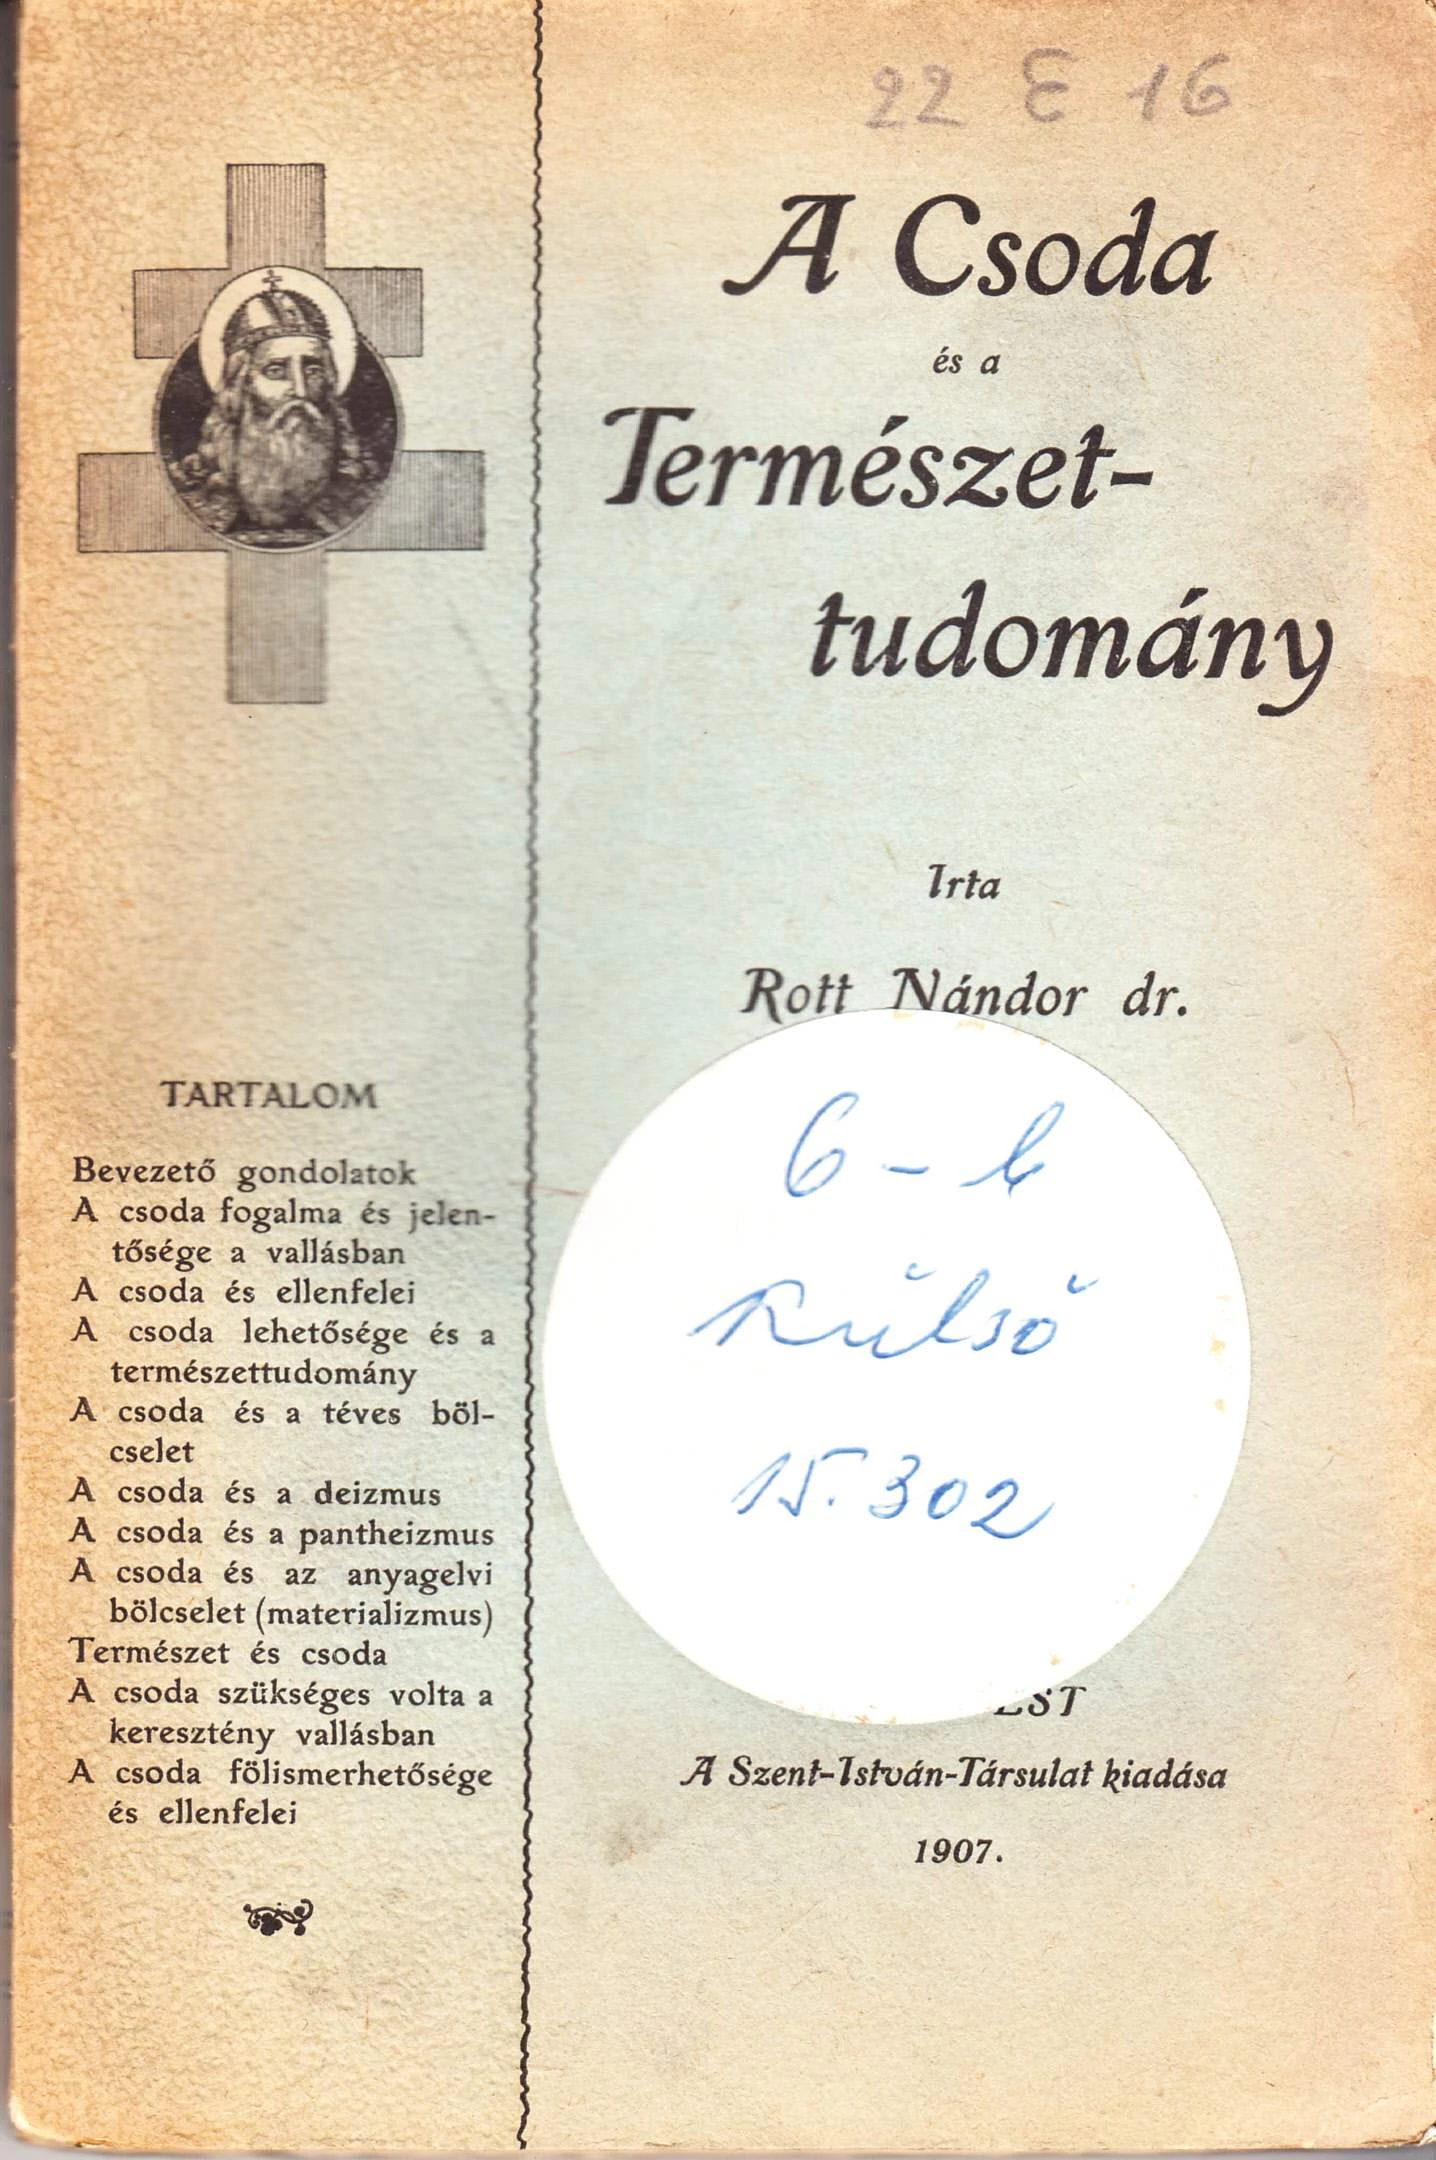 22 E 16
A Csoda
és a
Természet-
tudomány
Irta
Rott Nándor dr.
6 -
Külső
15.302
EST
A Szent-István-Társulat kiadása
1907.
TARTALOM
Bevezető gondolatok
A csoda fogalma és jelen-
tősége a vallásban
A csoda és ellenfelei
A csoda lehetősége és a
természettudomány
A csoda és a téves böl-
cselet
A csoda és a deizmus
A csoda és a pantheizmus
A csoda és az anyagelvi
bölcselet (materializmus)
Természet és csoda
A csoda szükséges volta a
keresztény vallásban
A csoda fölismerhetősége
és ellenfelei